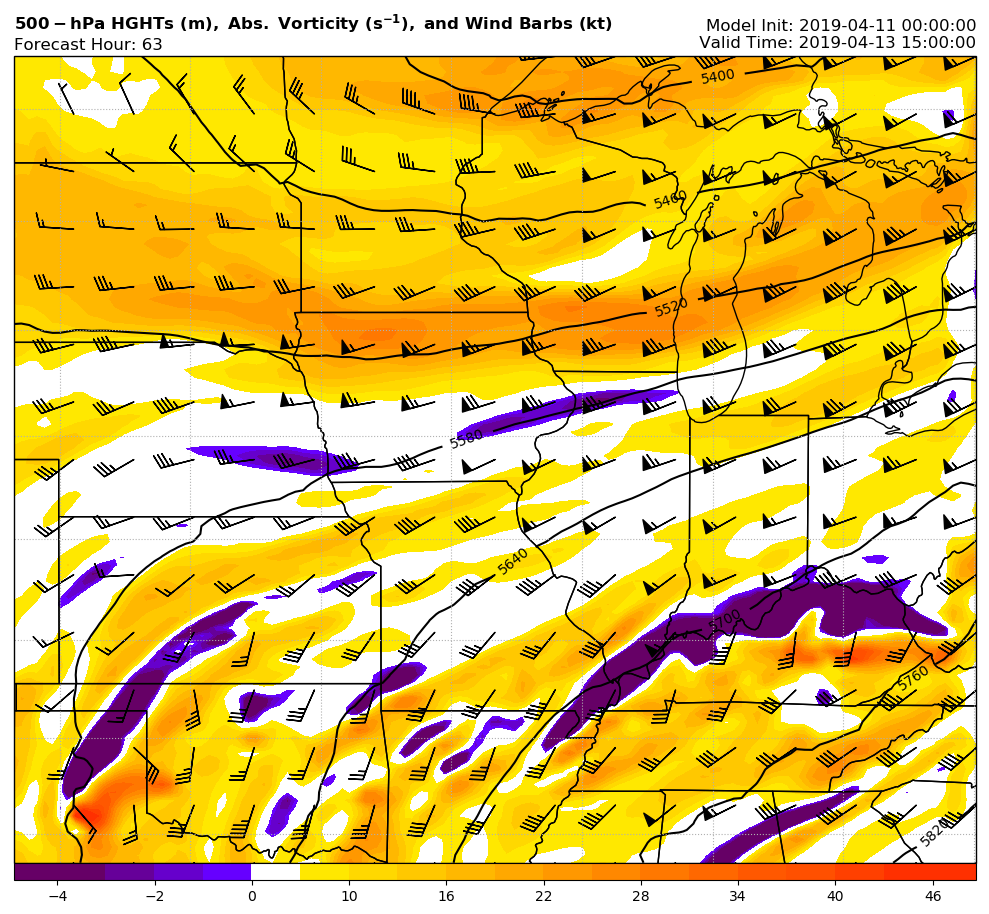 500 − hPa HGHTs (m), Abs. Vorticity (s⁻¹), and Wind Barbs (kt)
Model Init: 2019-04-11 00:00:00
Forecast Hour: 63
Valid Time: 2019-04-13 15:00:00
5400
5460
5520
5580
5640
5700
5760
5820
−4 −2 0 10 16 22 28 34 40 46